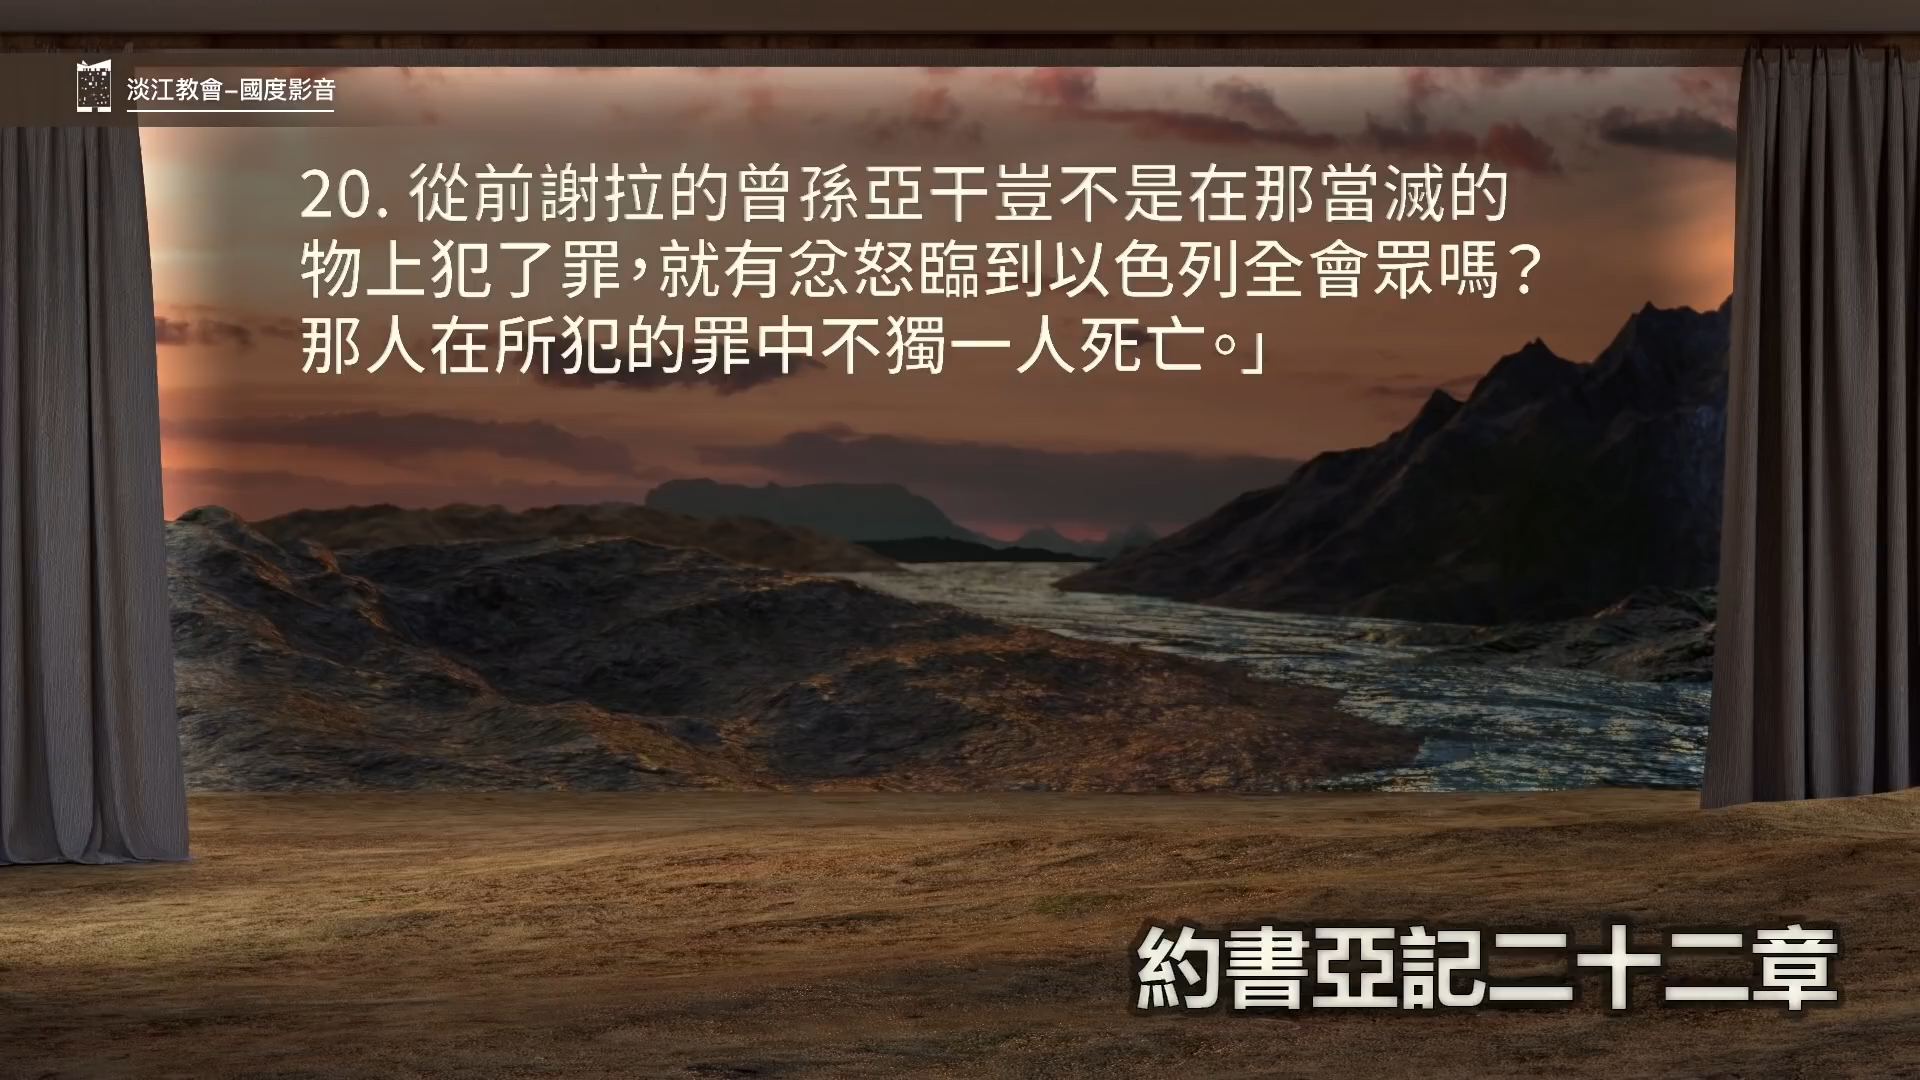 淡江教會–國度影音
20. 從前謝拉的曾孫亞干豈不是在那當滅的
物上犯了罪，就有忿怒臨到以色列全會眾嗎？
那人在所犯的罪中不獨一人死亡。」
約書亞記二十二章